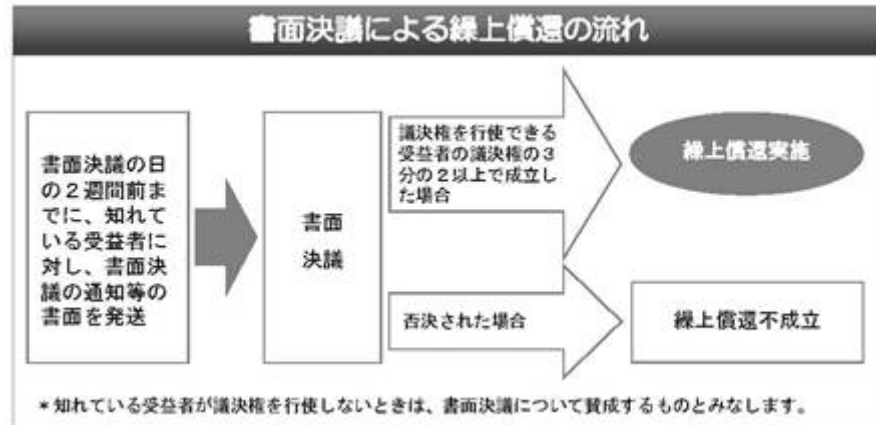 書面決議による繰上償還の流れ
書面決議の日
の２週間前ま
でに、知れて
いる受益者に
対し、書面決
議の通知等の
書面を発送
書面
決議
議決権を行使できる
受益者の議決権の３
分の２以上で成立し
た場合
繰上償還実施
否決された場合
繰上償還不成立
＊知れている受益者が議決権を行使しないときは、書面決議について賛成するものとみなします。